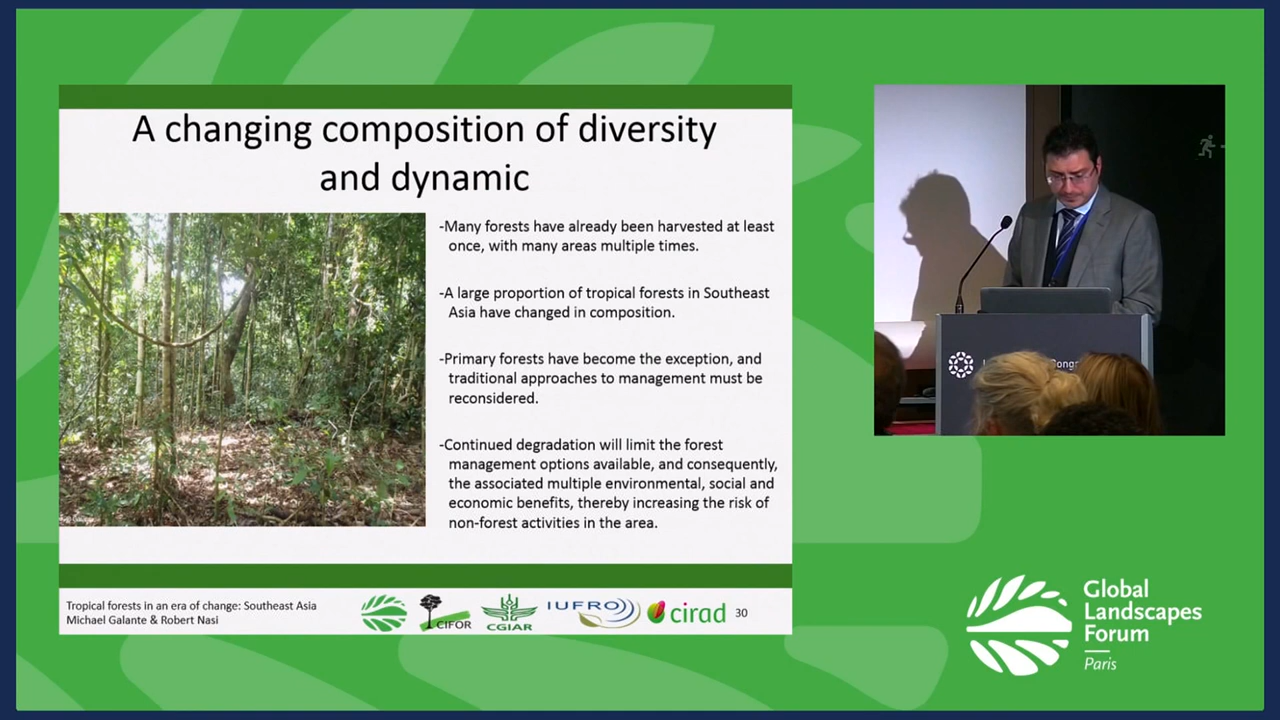 A changing composition of diversity
and dynamic
-Many forests have already been harvested at least
once, with many areas multiple times.
-A large proportion of tropical forests in Southeast
Asia have changed in composition.
-Primary forests have become the exception, and
traditional approaches to management must be
reconsidered.
-Continued degradation will limit the forest
management options available, and consequently,
the associated multiple environmental, social and
economic benefits, thereby increasing the risk of
non-forest activities in the area.
Tropical forests in an era of change: Southeast Asia
Michael Galante & Robert Nasi
CIFOR
CGIAR
IUFRO
cirad
30
Global
Landscapes
Forum
Paris